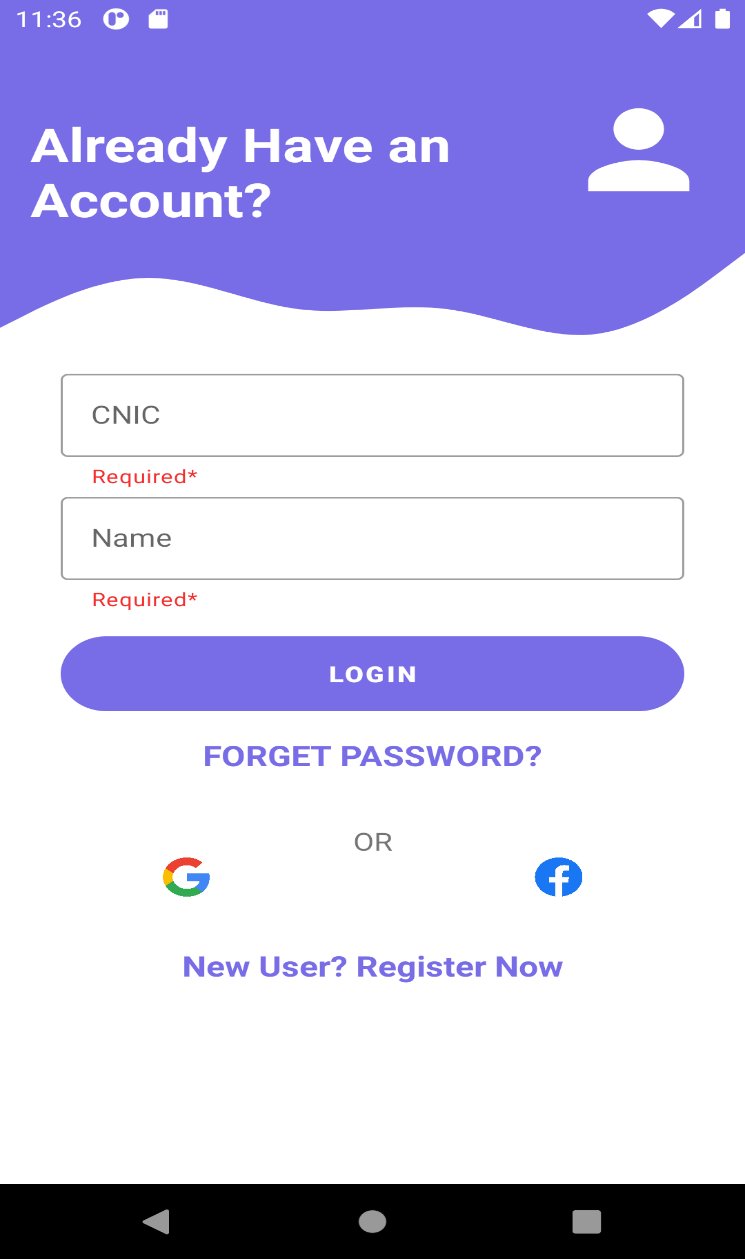 11:36
Already Have an
Account?
CNIC
Required*
Name
Required*
LOGIN
FORGET PASSWORD?
OR
New User? Register Now